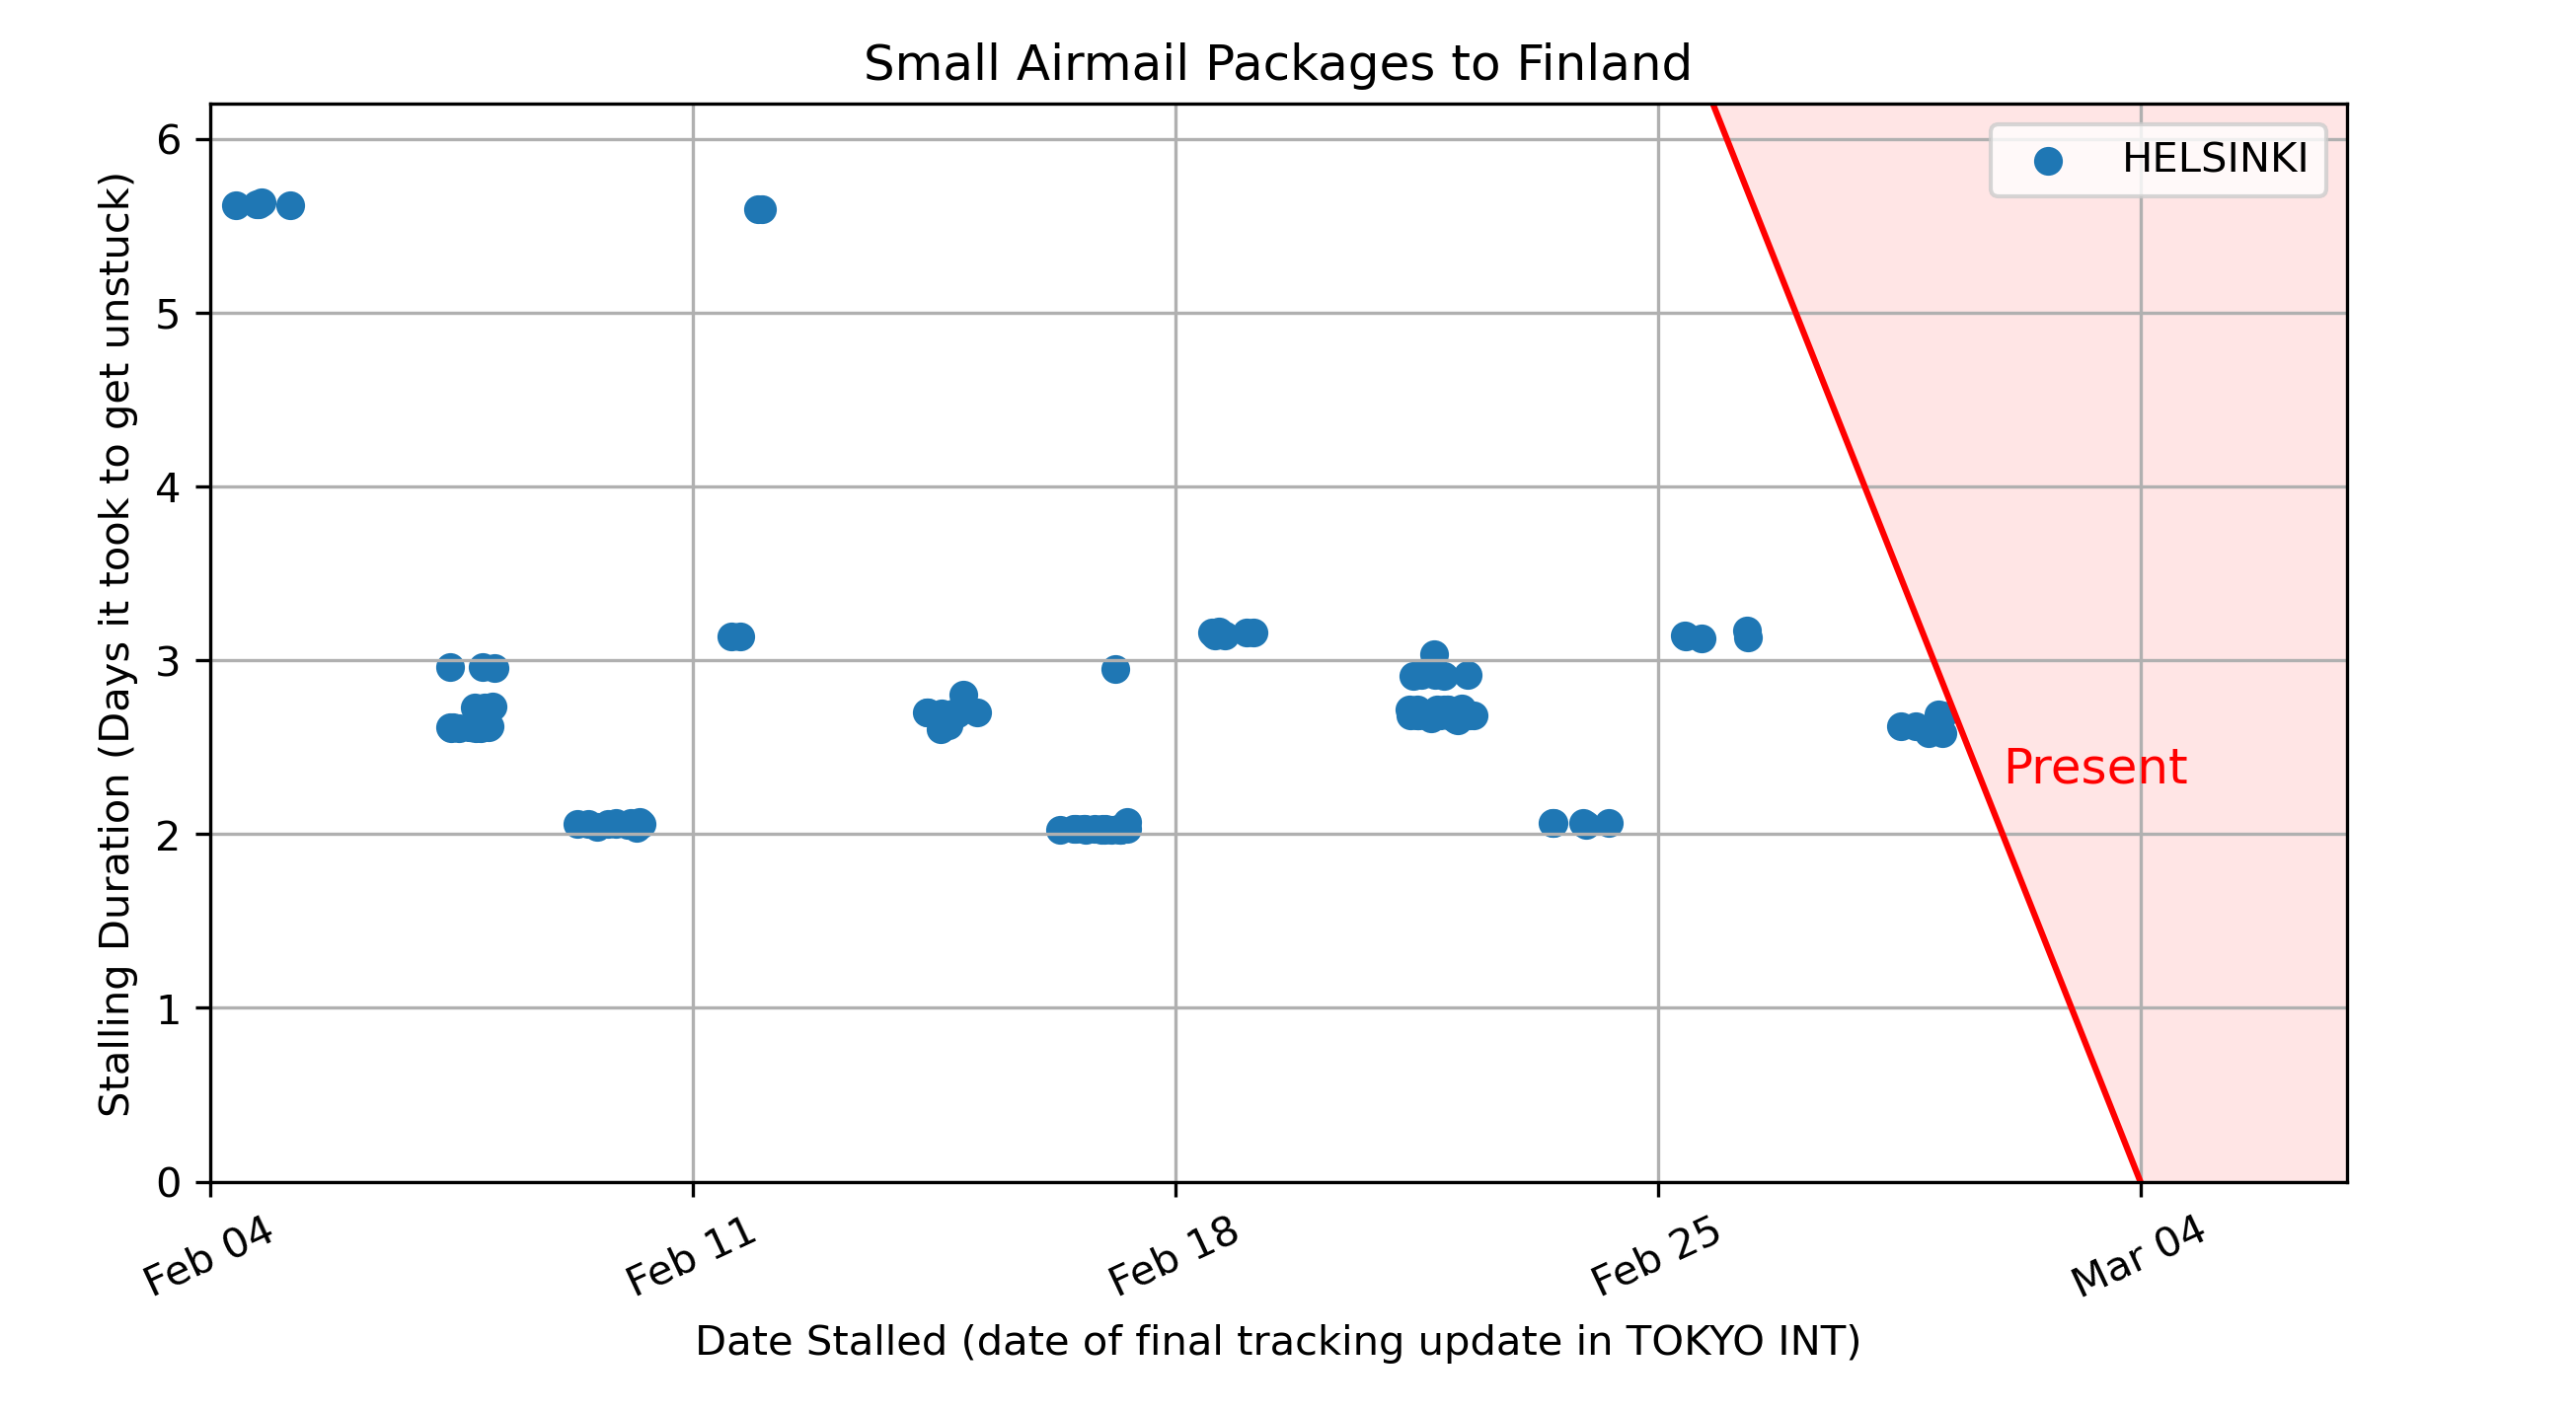 Small Airmail Packages to Finland
HELSINKI
Stalling Duration (Days it took to get unstuck)
6
5
4
3
2
1
0
Present
Feb 04
Feb 11
Feb 18
Feb 25
Mar 04
Date Stalled (date of final tracking update in TOKYO INT)